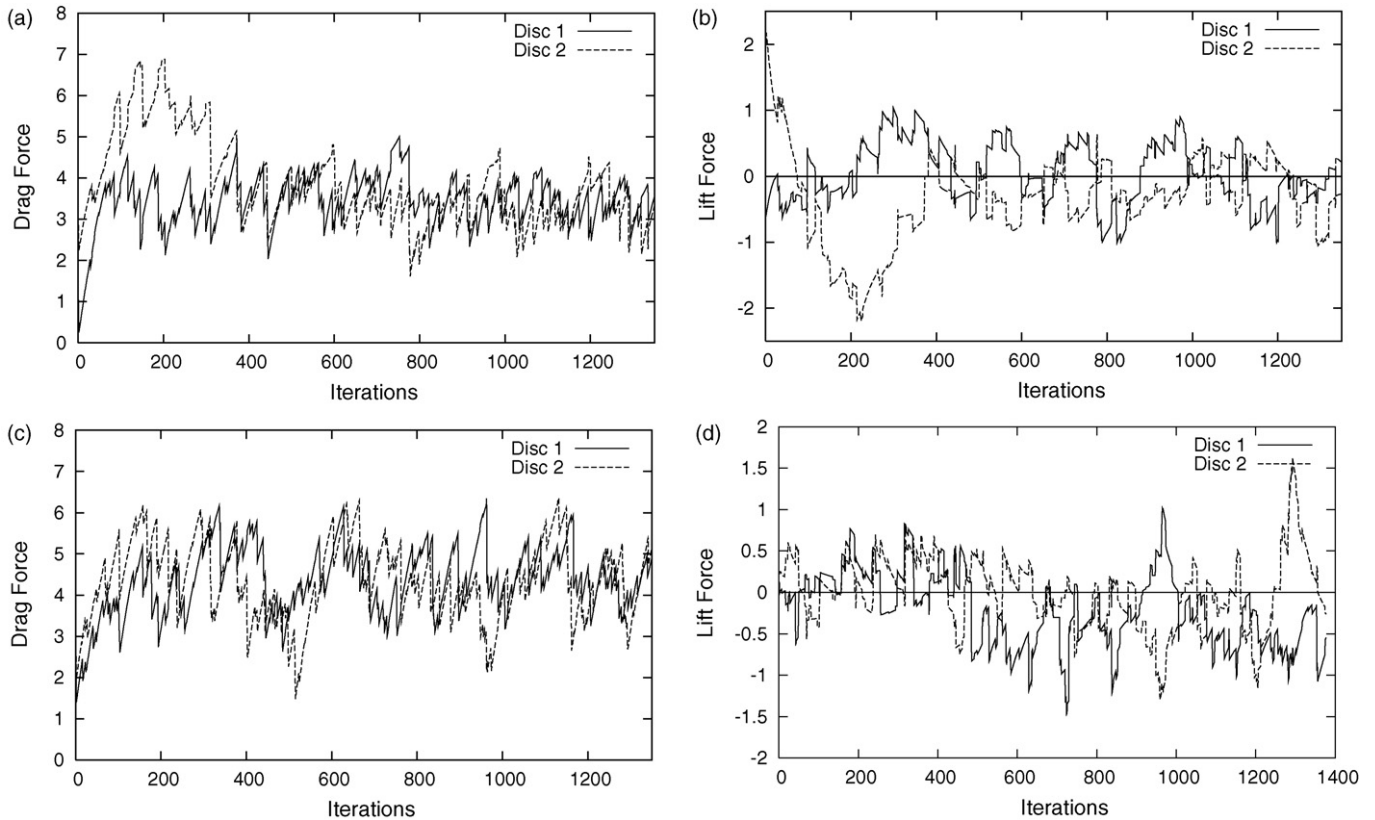 (a)
8
7
6
5
4
3
2
1
0
Drag Force
Disc 1
Disc 2
0 200 400 600 800 1000 1200
Iterations
(b)
2
1
0
-1
-2
Lift Force
Disc 1
Disc 2
0 200 400 600 800 1000 1200
Iterations
(c)
8
7
6
5
4
3
2
1
0
Drag Force
Disc 1
Disc 2
0 200 400 600 800 1000 1200
Iterations
(d)
2
1.5
1
0.5
0
-0.5
-1
-1.5
-2
Lift Force
Disc 1
Disc 2
0 200 400 600 800 1000 1200 1400
Iterations